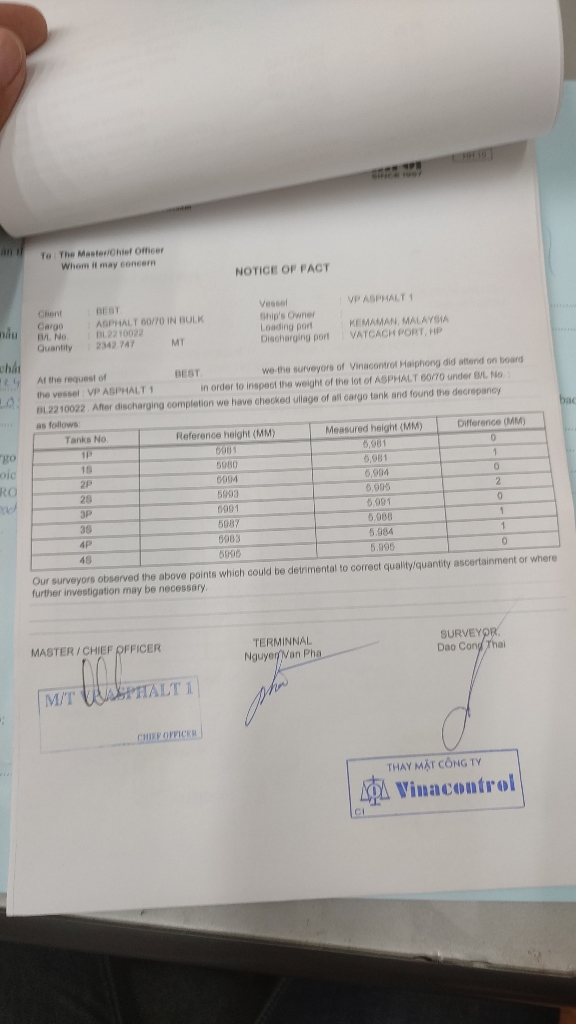 SINCE 1957
To : The Master/Chief Officer
Whom it may concern
NOTICE OF FACT
Client : BEST.
Cargo : ASPHALT 60/70 IN BULK
B/L No. : BL2210022
Quantity : 2342.747 MT
Vessel : VP ASPHALT 1
Ship's Owner :
Loading port : KEMAMAN, MALAYSIA
Discharging port : VATCACH PORT, HP
At the request of BEST. we the surveyors of Vinacontrol Haiphong did attend on board
the vessel : VP ASPHALT 1 in order to inspect the weight of the lot of ASPHALT 60/70 under B/L No. :
BL2210022 . After discharging completion we have checked ullage of all cargo tank and found the decrepancy
as follows:
Tanks No. Reference height (MM) Measured height (MM) Difference (MM)
1P 5981 5,981 0
1S 5980 5,981 1
2P 5994 5,994 0
2S 5993 5,995 2
3P 5991 5,991 0
3S 5987 5,988 1
4P 5983 5,984 1
4S 5995 5,995 0
Our surveyors observed the above points which could be detrimental to correct quality/quantity ascertainment or where
further investigation may be necessary.
MASTER / CHIEF OFFICER
TERMINNAL
Nguyen Van Pha
SURVEYOR
Dao Cong Thai
M/T VP ASPHALT 1
CHIEF OFFICER
pha
THAY MẶT CÔNG TY
Vinacontrol
CI